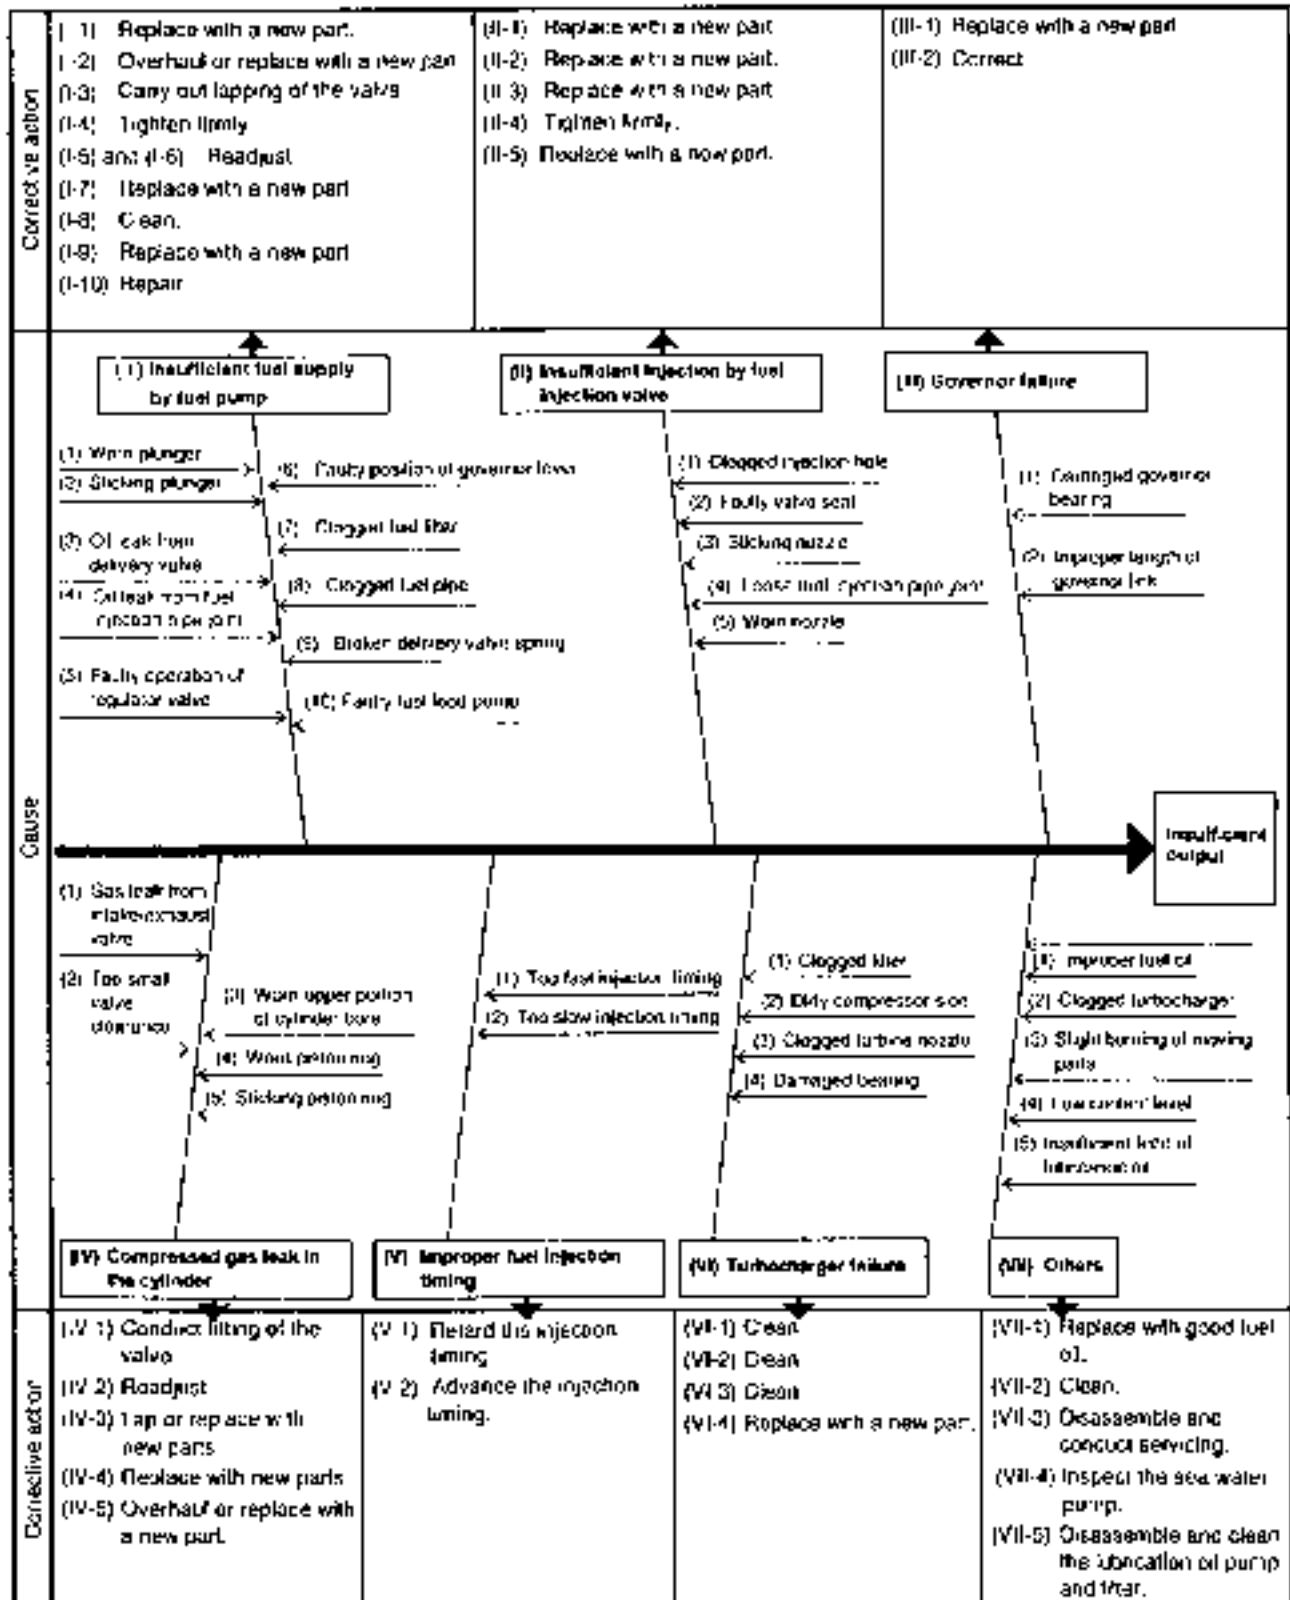 Corrective action
(I-1) Replace with a new part.
(I-2) Overhaul or replace with a new part
(I-3) Carry out lapping of the valve
(I-4) Tighten firmly
(I-5) and (I-6) Readjust
(I-7) Replace with a new part
(I-8) Clean.
(I-9) Replace with a new part
(I-10) Repair
(II-1) Replace with a new part
(II-2) Replace with a new part.
(II-3) Replace with a new part
(II-4) Tighten firmly.
(II-5) Replace with a new part.
(III-1) Replace with a new part
(III-2) Correct
Cause
(I) Insufficient fuel supply
by fuel pump
(II) Insufficient injection by fuel
injection valve
(III) Governor failure
(1) Worn plunger
(2) Sticking plunger
(3) Oil leak from
delivery valve
(4) Oil leak from fuel
injection pipe joint
(5) Faulty operation of
regulator valve
(6) Faulty position of governor lever
(7) Clogged fuel filter
(8) Clogged fuel pipe
(9) Broken delivery valve spring
(10) Faulty fuel feed pump
(1) Clogged injection hole
(2) Faulty valve seat
(3) Sticking nozzle
(4) Loose fuel injection pipe joint
(5) Worn nozzle
(1) Damaged governor
bearing
(2) Improper length of
governor link
Insufficient
output
(1) Gas leak from
intake/exhaust
valve
(2) Too small
valve
clearance
(3) Worn upper portion
of cylinder bore
(4) Worn piston ring
(5) Sticking piston ring
(1) Too fast injection timing
(2) Too slow injection timing
(1) Clogged filter
(2) Dirty compressor side
(3) Clogged turbine nozzle
(4) Damaged bearing
(1) Improper fuel oil
(2) Clogged turbocharger
(3) Slight burning of moving
parts
(4) level
(5) Insufficient of
lubrication oil
(IV) Compressed gas leak in
the cylinder
(V) Improper fuel injection
timing
(VI) Turbocharger failure
(VII) Others
Corrective action
(IV-1) Conduct fitting of the
valve
(IV-2) Readjust
(IV-3) Lap or replace with
new parts
(IV-4) Replace with new parts
(IV-5) Overhaul or replace with
a new part.
(V-1) Retard the injection
timing
(V-2) Advance the injection
timing.
(VI-1) Clean
(VI-2) Clean
(VI-3) Clean
(VI-4) Replace with a new part.
(VII-1) Replace with good fuel
oil.
(VII-2) Clean.
(VII-3) Disassemble and
conduct servicing.
(VII-4) Inspect the sea water
pump.
(VII-5) Disassemble and clean
the lubrication oil pump
and filter.